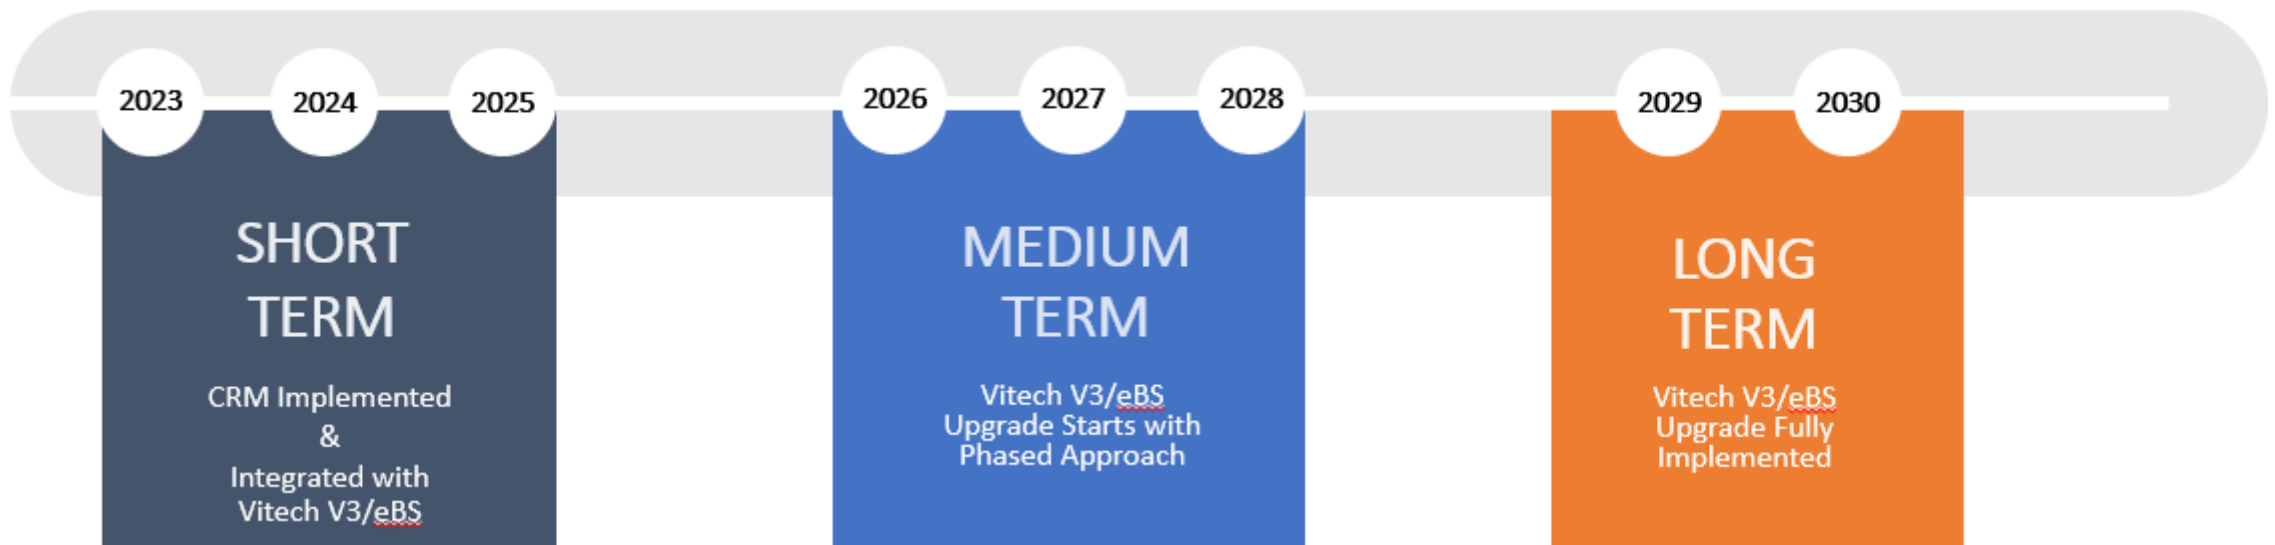 2023
2024
2025
2026
2027
2028
2029
2030
SHORT
TERM
CRM Implemented
&
Integrated with
Vitech V3/eBS
MEDIUM
TERM
Vitech V3/eBS
Upgrade Starts with
Phased Approach
LONG
TERM
Vitech V3/eBS
Upgrade Fully
Implemented